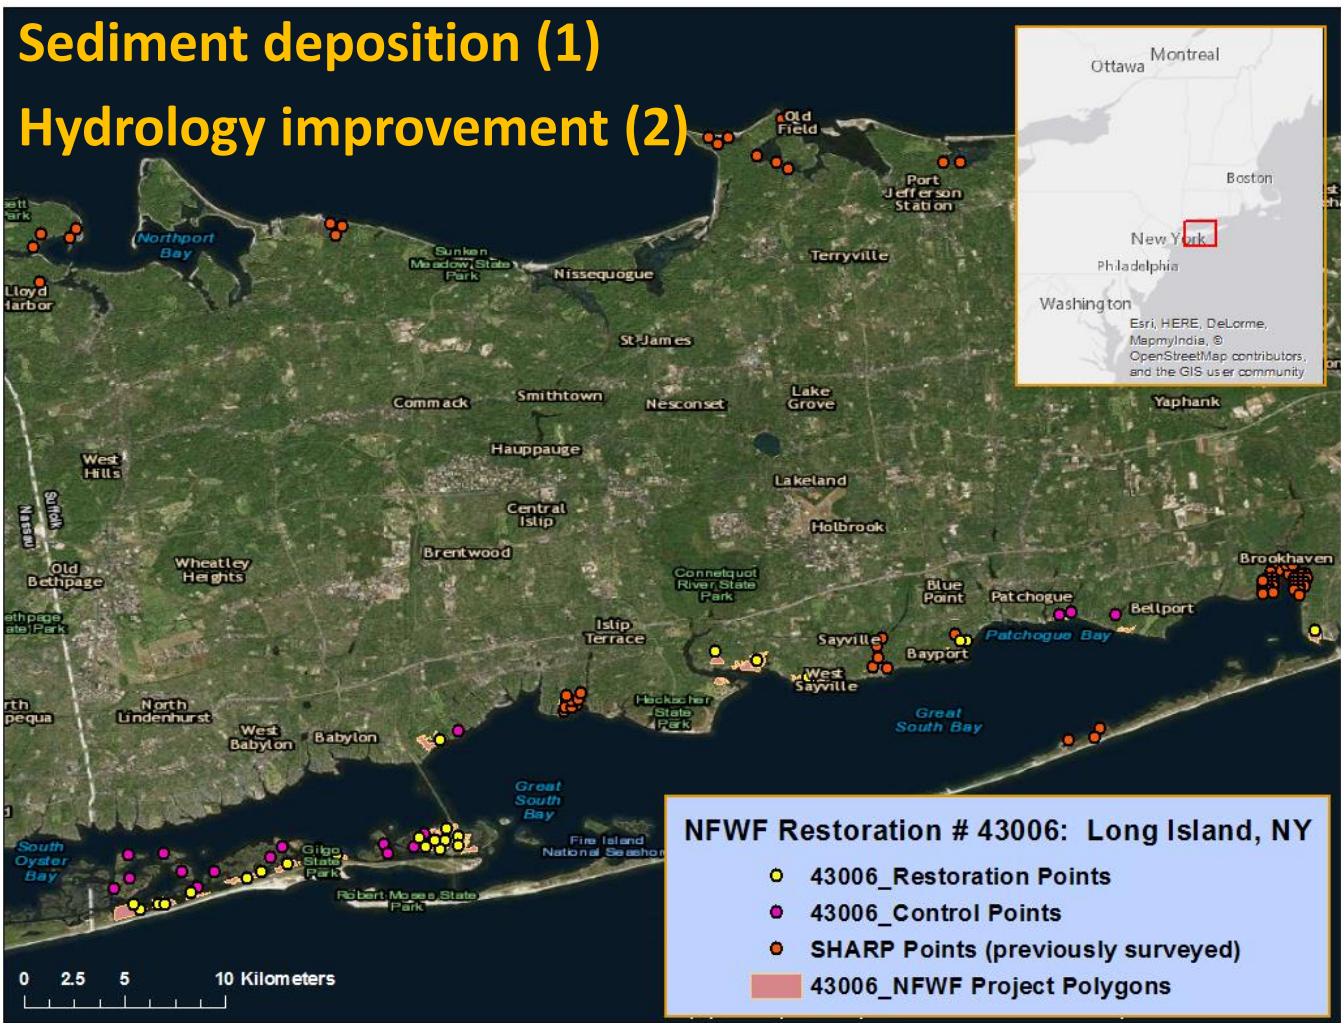 Sediment deposition (1)
Hydrology improvement (2)
Ottawa
Montreal
Boston
New York
Philadelphia
Washington
Esri, HERE, DeLorme,
MapmyIndia, ©
OpenStreetMap contributors,
and the GIS user community
Old
Field
Port
Jefferson
Station
Northport
Bay
Sunken
Meadow State
Park
Nissequogue
Terryville
Lloyd
Harbor
St James
Commack
Smithtown
Nesconset
Lake
Grove
Yaphank
Hauppauge
West
Hills
Lakeland
Suffolk
Nassau
Central
Islip
Holbrook
Brentwood
Old
Bethpage
Wheatley
Heights
Connetquot
River State
Park
Blue
Point
Patchogue
Brookhaven
Bellport
ethpage
ate Park
Islip
Terrace
Sayville
Bayport
Patchogue Bay
West
Sayville
rth
pequa
North
Lindenhurst
West
Babylon
Babylon
Heckscher
State
Park
Great
South Bay
Great
South
Bay
South
Oyster
Bay
Gilgo
State
Park
Fire Island
National Seashor
Robert Moses State
Park
0 2.5 5 10 Kilometers
NFWF Restoration # 43006: Long Island, NY
43006_Restoration Points
43006_Control Points
SHARP Points (previously surveyed)
43006_NFWF Project Polygons